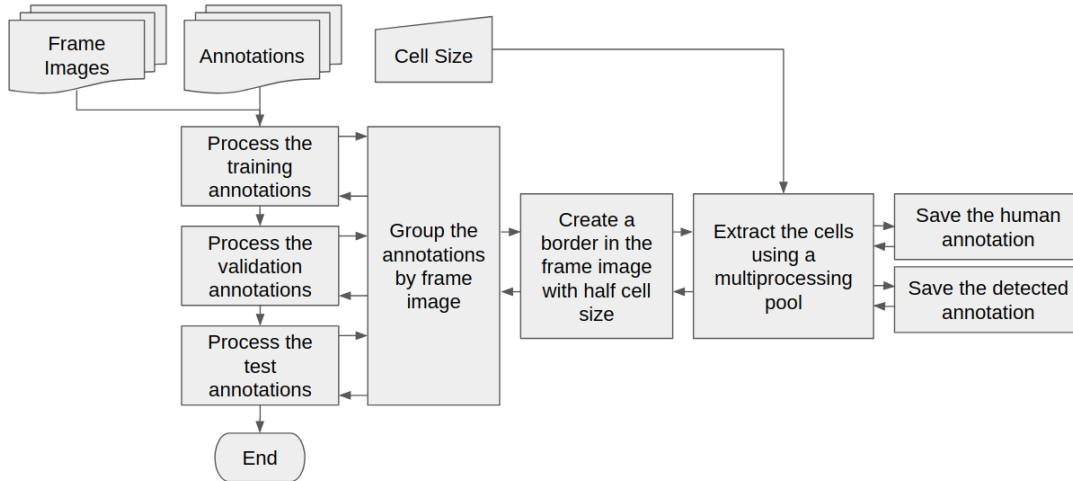 Frame
Images
Annotations
Cell Size
Process the
training
annotations
Process the
validation
annotations
Process the
test
annotations
End
Group the
annotations
by frame
image
Create a
border in the
frame image
with half cell
size
Extract the cells
using a
multiprocessing
pool
Save the human
annotation
Save the detected
annotation